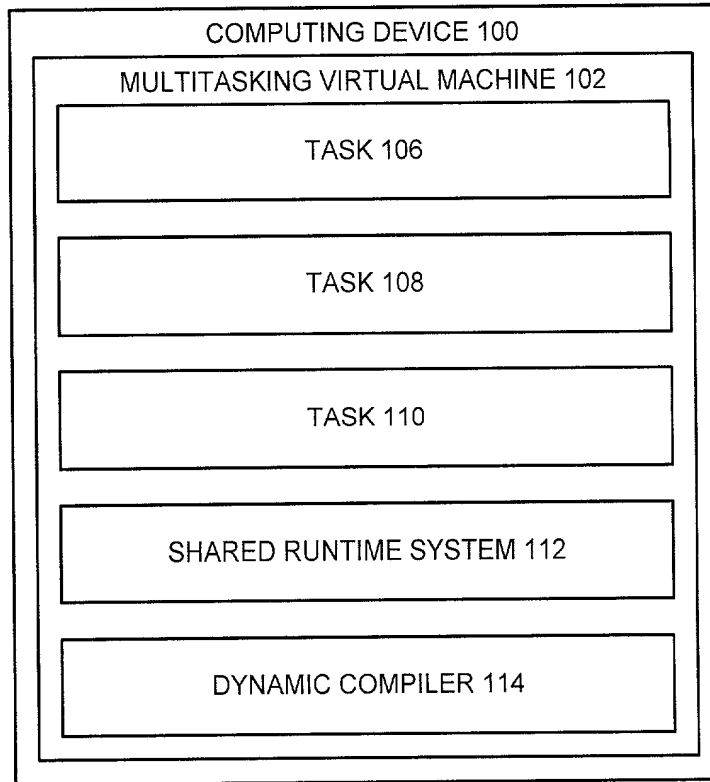 COMPUTING DEVICE 100
MULTITASKING VIRTUAL MACHINE 102
TASK 106
TASK 108
TASK 110
SHARED RUNTIME SYSTEM 112
DYNAMIC COMPILER 114